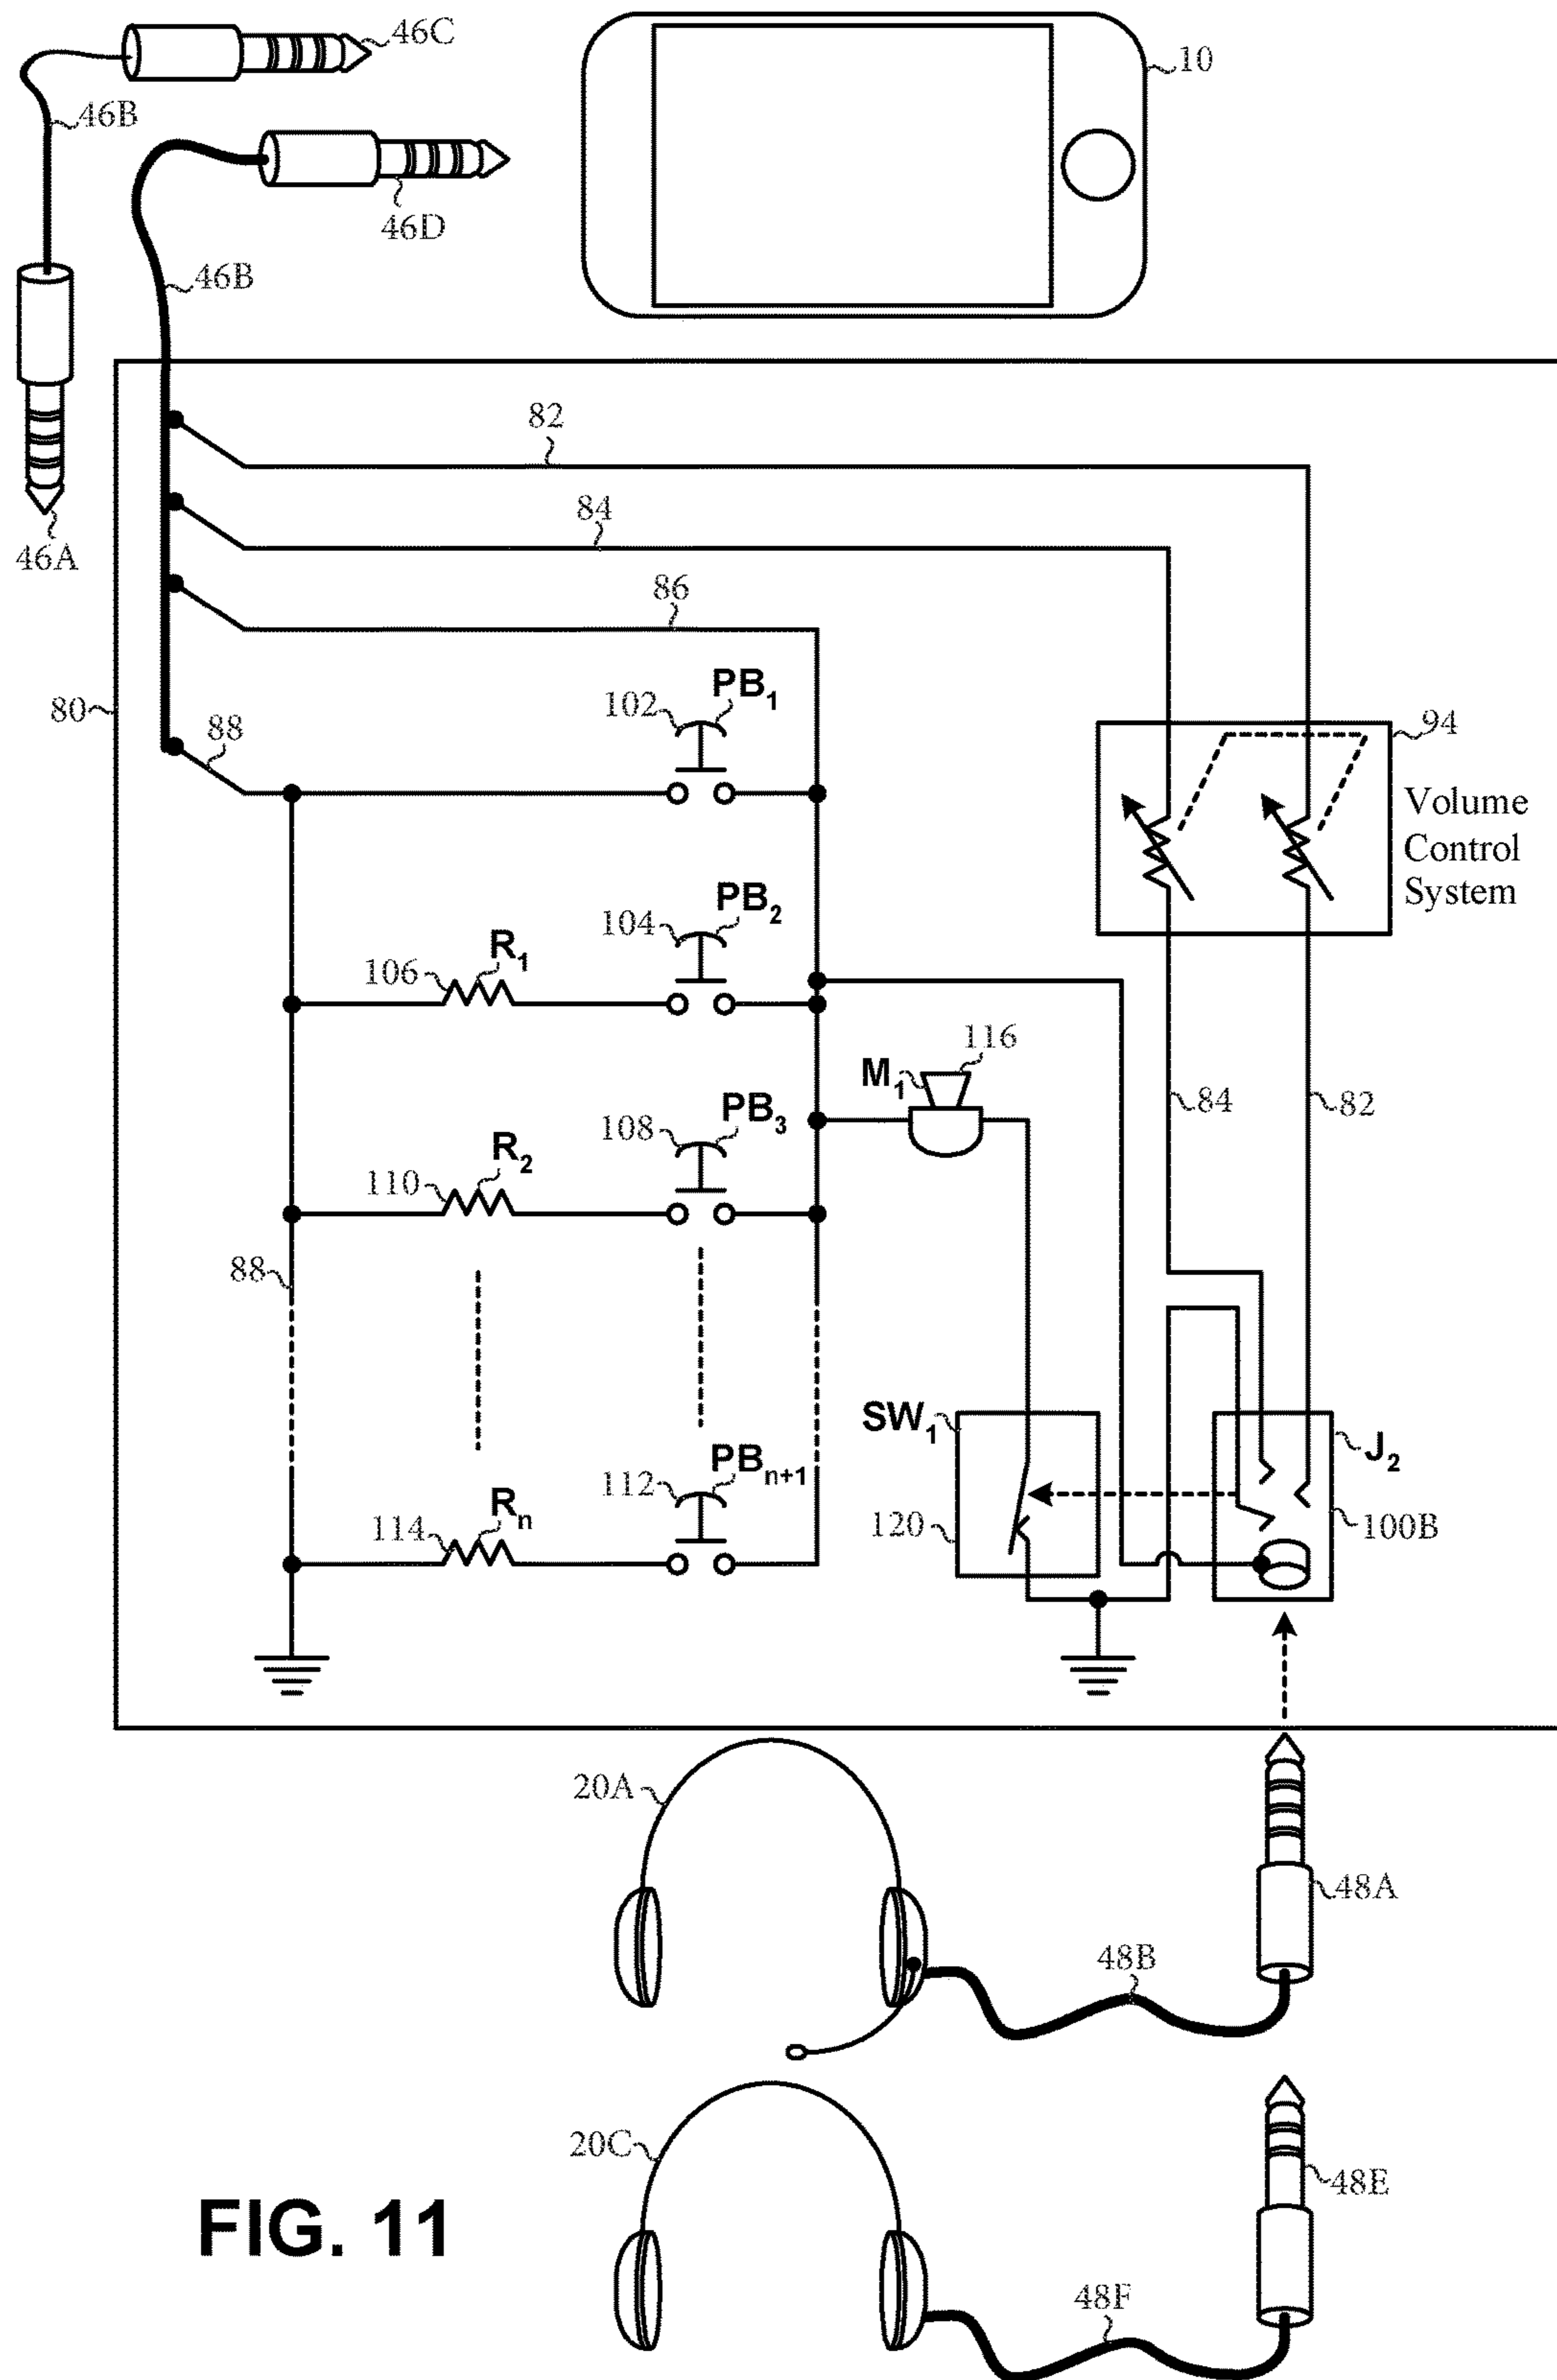 46C
10
46B
46D
46B
46A
82
84
86
80
88
102
PB1
94
Volume
Control
System
104
PB2
106
R1
116
M1
84
82
108
PB3
110
R2
88
SW1
J2
112
PBn+1
114
Rn
120
100B
20A
48A
48B
20C
48E
48F
FIG. 11